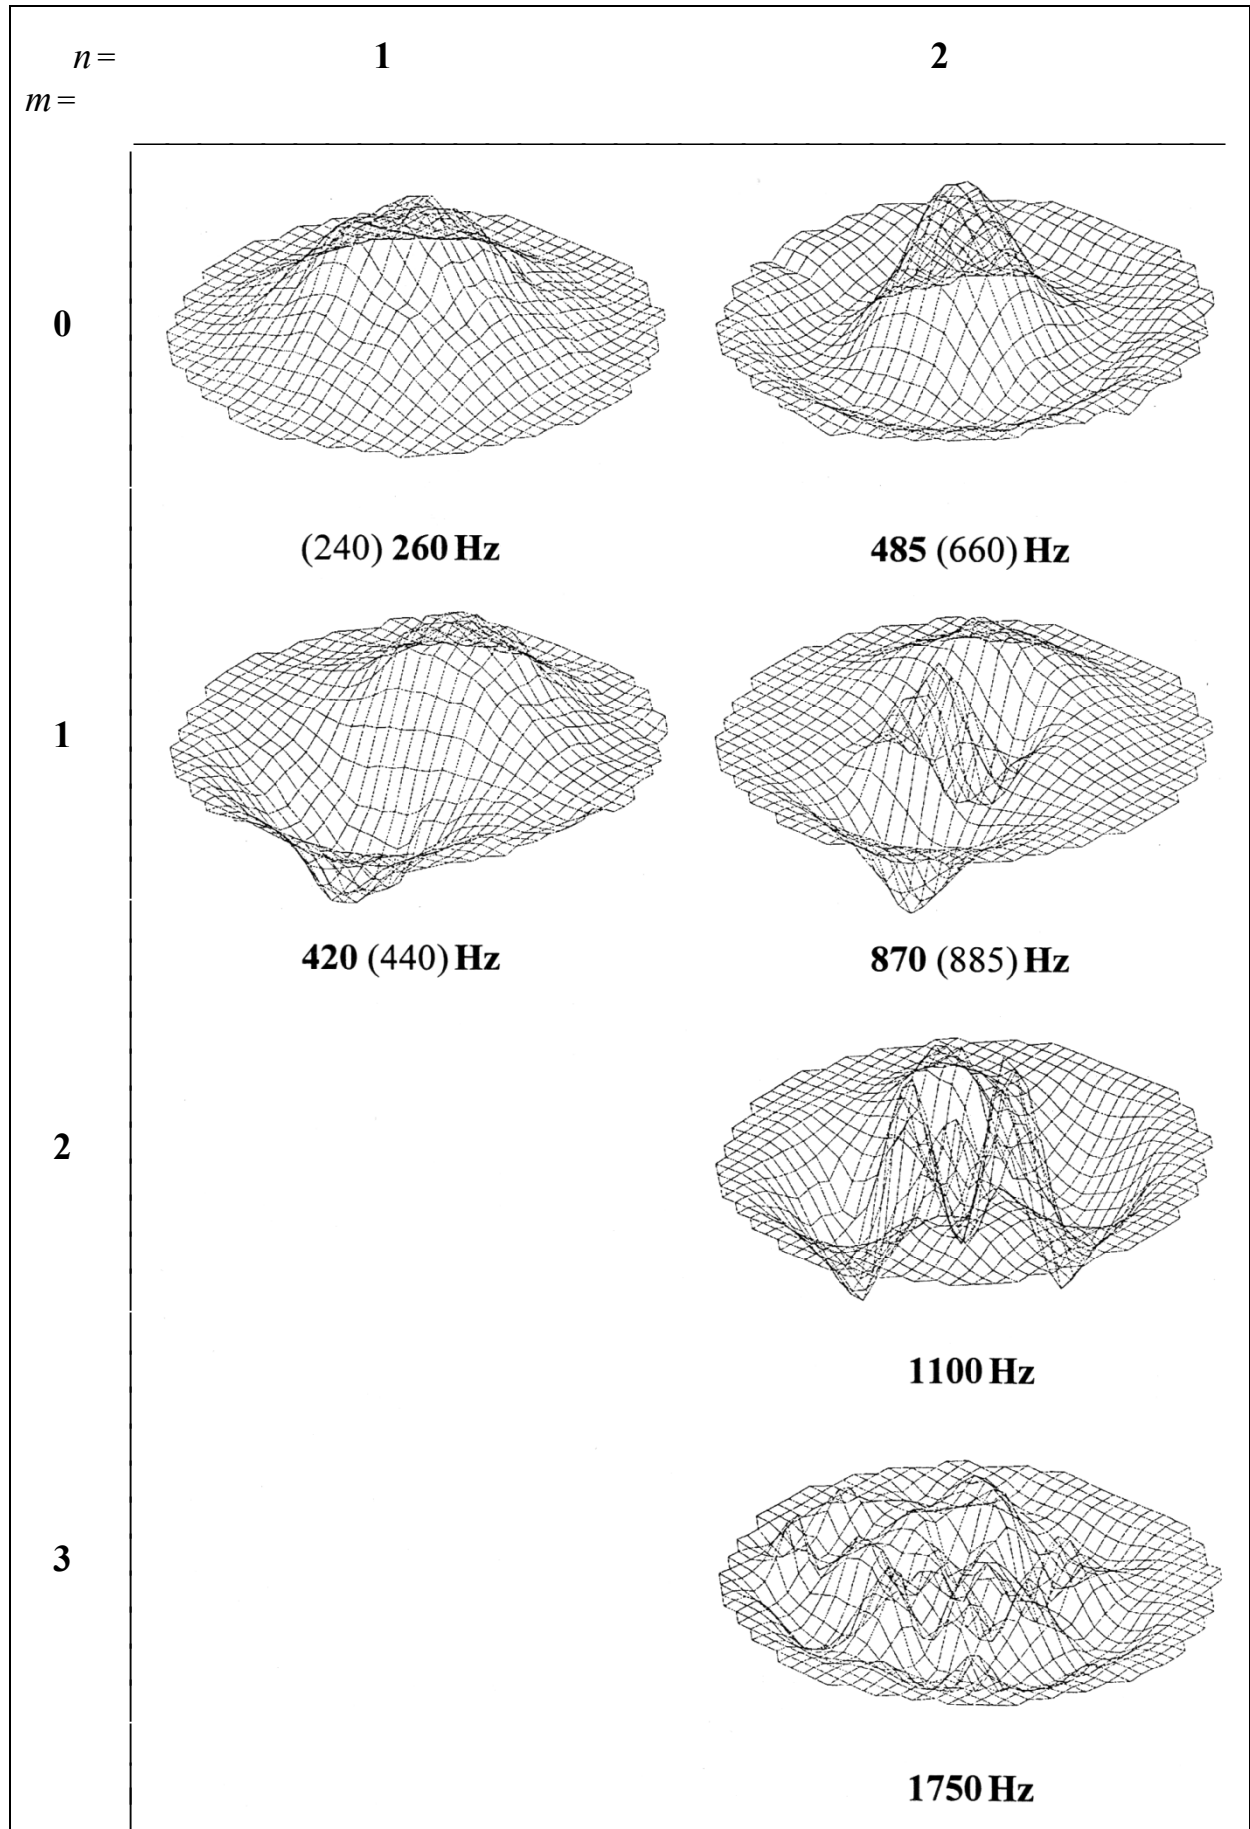 n = 1 2
m =
0
(240) 260 Hz 485 (660) Hz
1
420 (440) Hz 870 (885) Hz
2
1100 Hz
3
1750 Hz